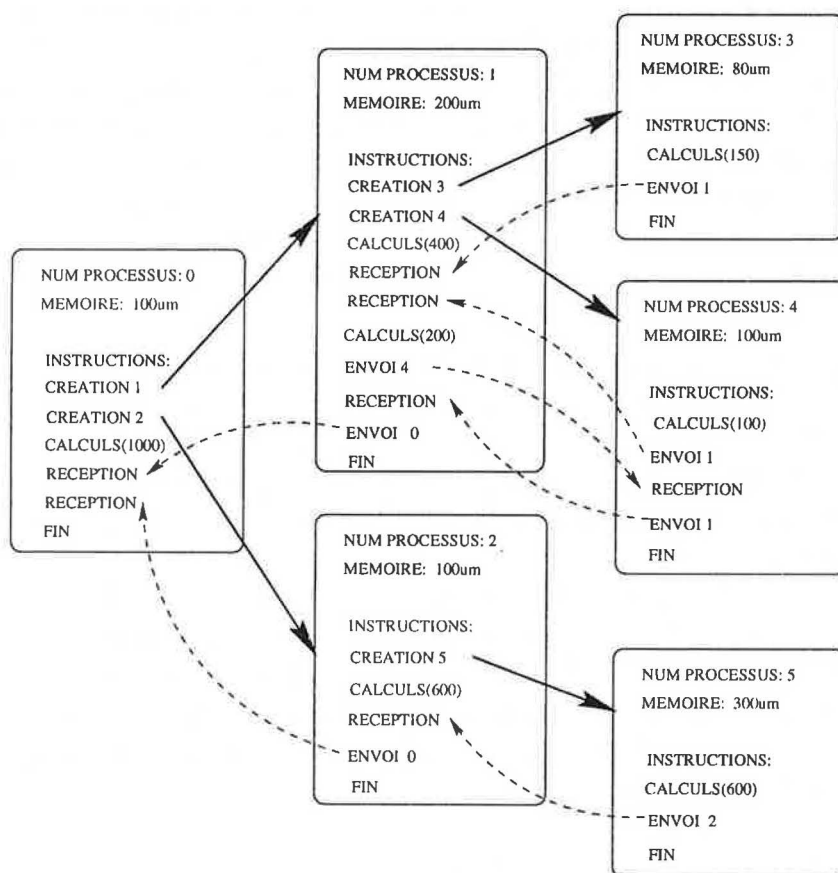 NUM PROCESSUS: 0
MEMOIRE: 100um
INSTRUCTIONS:
CREATION 1
CREATION 2
CALCULS(1000)
RECEPTION
RECEPTION
FIN
NUM PROCESSUS: 1
MEMOIRE: 200um
INSTRUCTIONS:
CREATION 3
CREATION 4
CALCULS(400)
RECEPTION
RECEPTION
CALCULS(200)
ENVOI 4
RECEPTION
ENVOI 0
FIN
NUM PROCESSUS: 2
MEMOIRE: 100um
INSTRUCTIONS:
CREATION 5
CALCULS(600)
RECEPTION
ENVOI 0
FIN
NUM PROCESSUS: 3
MEMOIRE: 80um
INSTRUCTIONS:
CALCULS(150)
ENVOI 1
FIN
NUM PROCESSUS: 4
MEMOIRE: 100um
INSTRUCTIONS:
CALCULS(100)
ENVOI 1
RECEPTION
ENVOI 1
FIN
NUM PROCESSUS: 5
MEMOIRE: 300um
INSTRUCTIONS:
CALCULS(600)
ENVOI 2
FIN